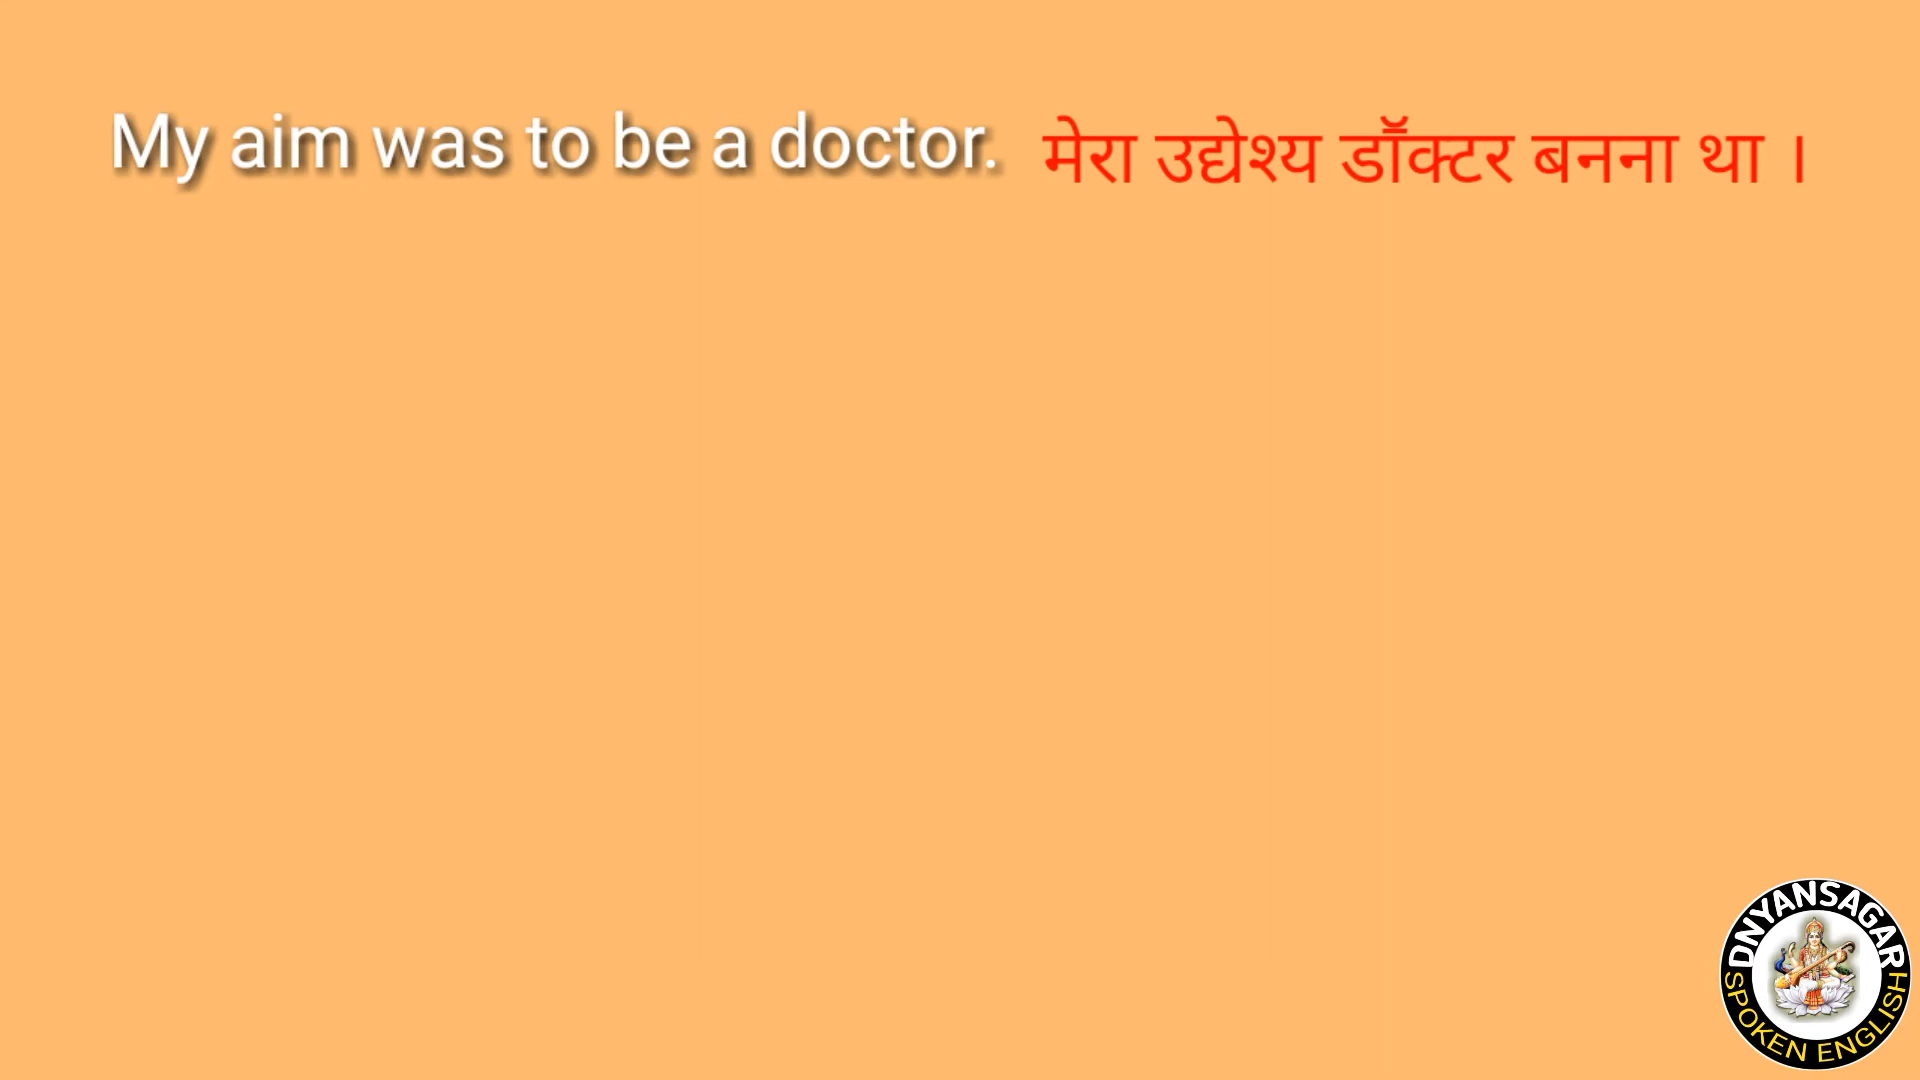 My aim was to be a doctor. मेरा उद्येश्य डॉक्टर बनना था ।
DNYANSAGAR
SPOKEN ENGLISH